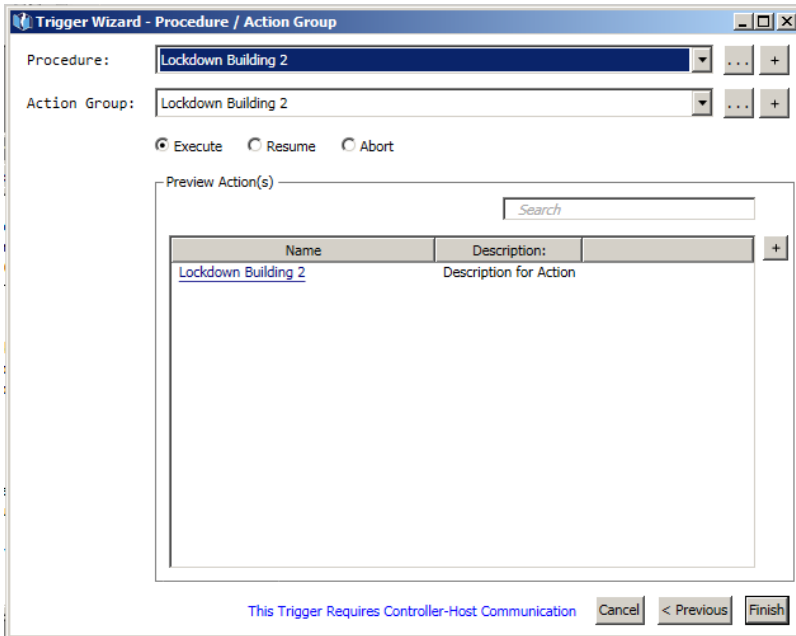 Trigger Wizard - Procedure / Action Group
Procedure: Lockdown Building 2 ... +
Action Group: Lockdown Building 2 ... +
Execute Resume Abort
Preview Action(s)
Search
Name Description: +
Lockdown Building 2 Description for Action
This Trigger Requires Controller-Host Communication Cancel < Previous Finish